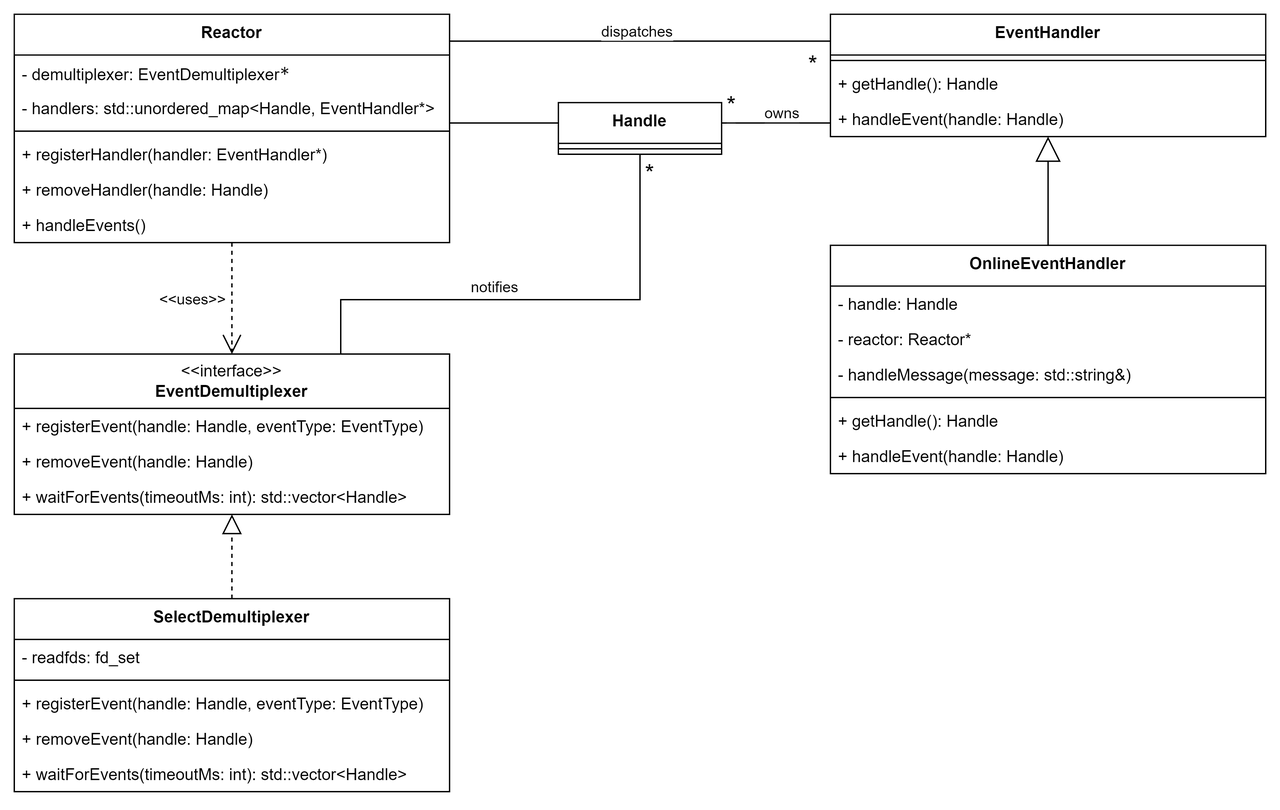 Reactor
- demultiplexer: EventDemultiplexer*
- handlers: std::unordered_map<Handle, EventHandler*>
+ registerHandler(handler: EventHandler*)
+ removeHandler(handle: Handle)
+ handleEvents()
dispatches
*
EventHandler
+ getHandle(): Handle
+ handleEvent(handle: Handle)
Handle
*
owns
*
notifies
<<uses>>
OnlineEventHandler
- handle: Handle
- reactor: Reactor*
- handleMessage(message: std::string&)
+ getHandle(): Handle
+ handleEvent(handle: Handle)
<<interface>>
EventDemultiplexer
+ registerEvent(handle: Handle, eventType: EventType)
+ removeEvent(handle: Handle)
+ waitForEvents(timeoutMs: int): std::vector<Handle>
SelectDemultiplexer
- readfds: fd_set
+ registerEvent(handle: Handle, eventType: EventType)
+ removeEvent(handle: Handle)
+ waitForEvents(timeoutMs: int): std::vector<Handle>